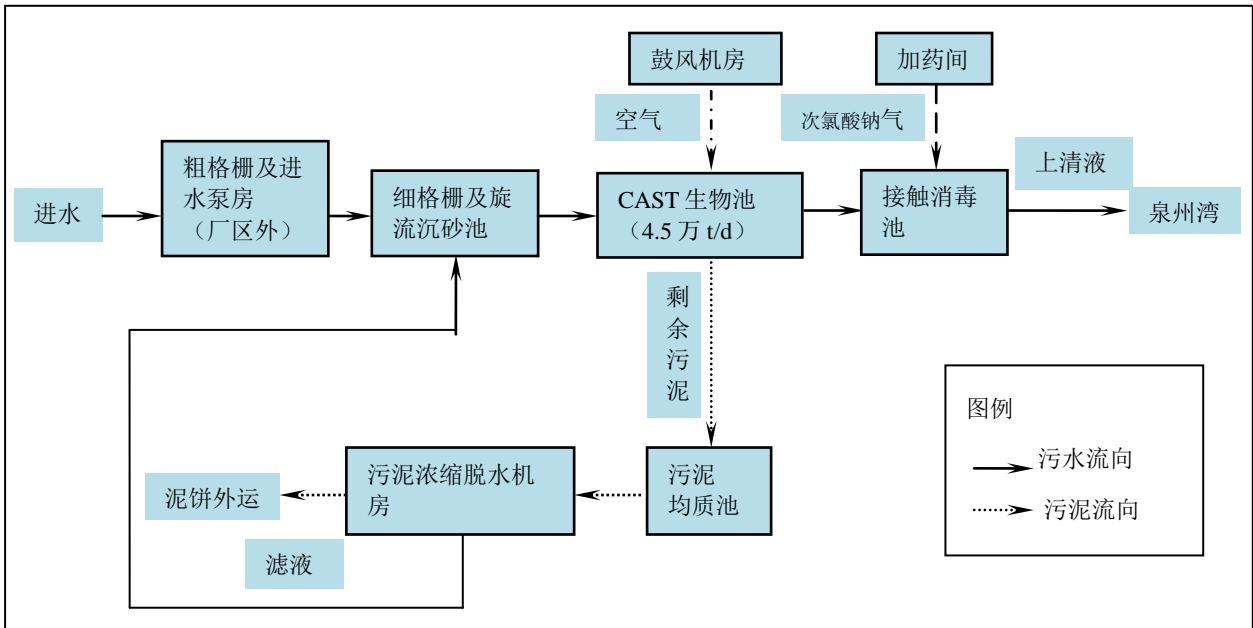 鼓风机房
加药间
空气
次氯酸钠气
上清液
进水
粗格栅及进
水泵房
（厂区外）
细格栅及旋
流沉砂池
CAST 生物池
（4.5 万 t/d）
接触消毒
池
泉州湾
剩
余
污
泥
图例
污水流向
污泥流向
泥饼外运
污泥浓缩脱水机
房
污泥
均质池
滤液